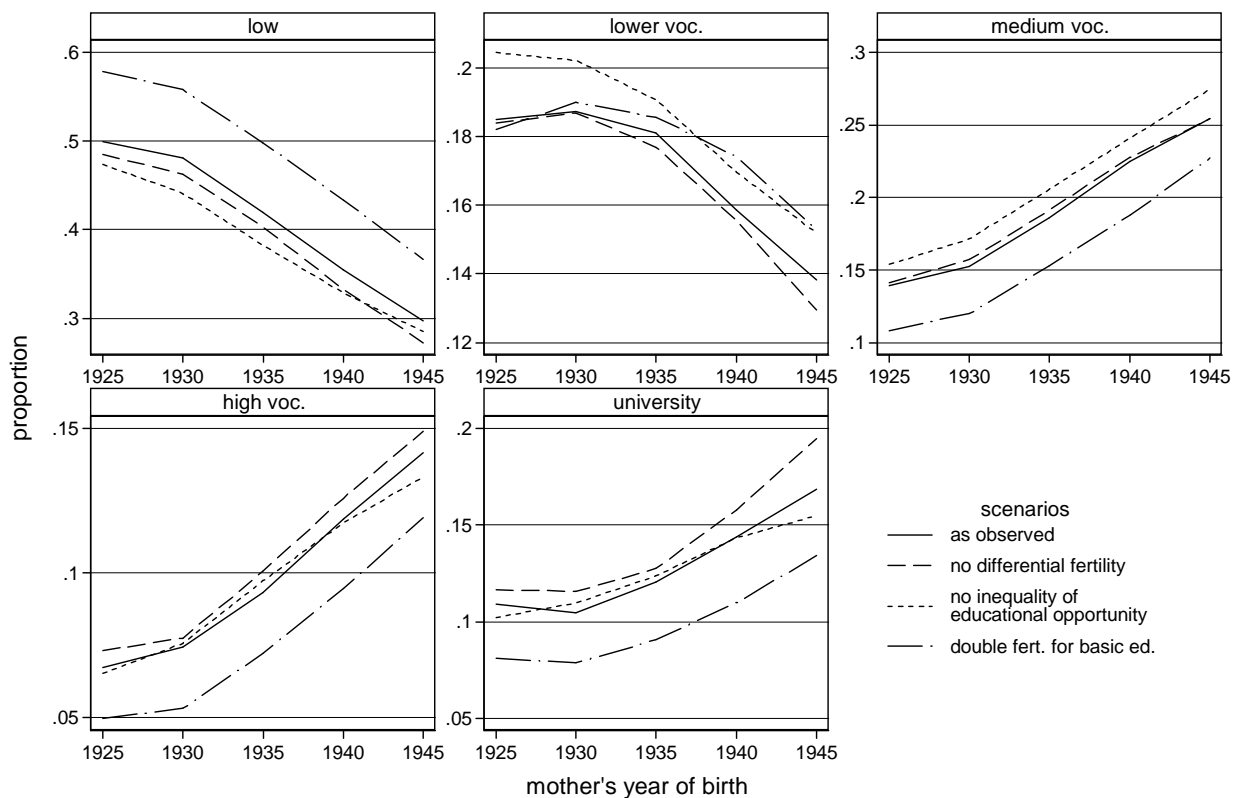 low
.6
.5
.4
.3
1925 1930 1935 1940 1945
lower voc.
.2
.18
.16
.14
.12
1925 1930 1935 1940 1945
medium voc.
.3
.25
.2
.15
.1
1925 1930 1935 1940 1945
high voc.
.15
.1
.05
1925 1930 1935 1940 1945
university
.2
.15
.1
.05
1925 1930 1935 1940 1945
proportion
mother's year of birth
scenarios
as observed
no differential fertility
no inequality of
educational opportunity
double fert. for basic ed.